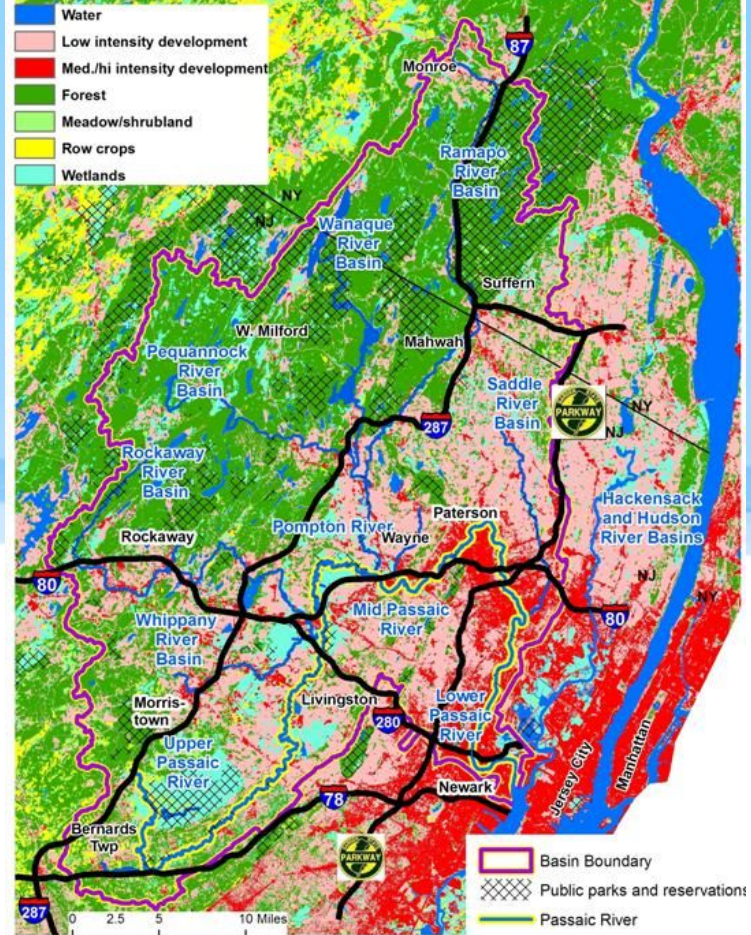 Water
Low intensity development
Med./hi intensity development
Forest
Meadow/shrubland
Row crops
Wetlands
87
Monroe
Ramapo
River
Basin
NY
NJ
Wanaque
River
Basin
Suffern
W. Milford
Mahwah
Pequannock
River
Basin
Saddle
River
Basin
PARKWAY
NY
NJ
287
Rockaway
River
Basin
Hackensack
and Hudson
River Basins
Pompton River
Paterson
Rockaway
Wayne
80
NJ
NY
Mid Passaic
River
80
Whippany
River
Basin
Morris-
town
Livingston
280
Lower
Passaic
River
Upper
Passaic
River
Jersey City
Manhattan
78
Newark
Bernards
Twp
PARKWAY
Basin Boundary
Public parks and reservations
Passaic River
287
0 2.5 5 10 Miles